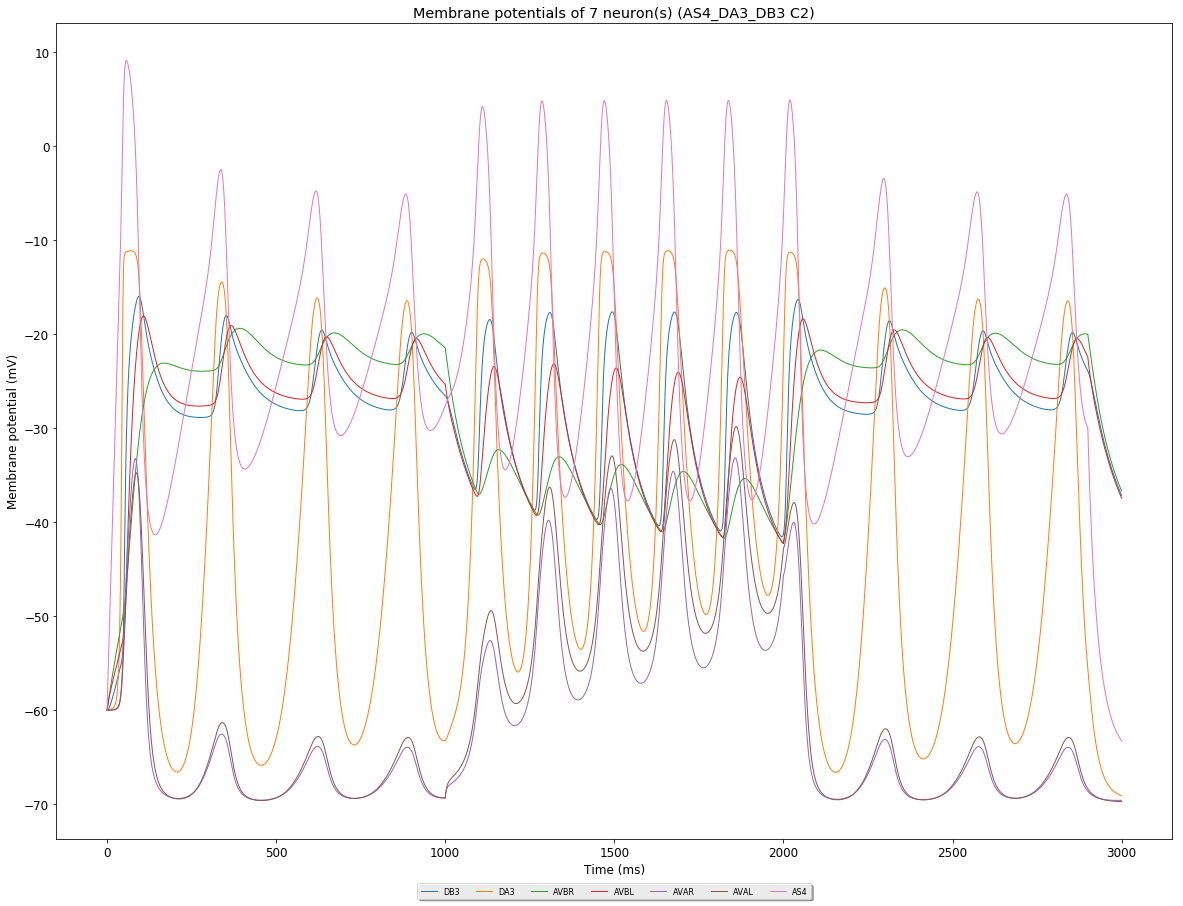 Membrane potentials of 7 neuron(s) (AS4_DA3_DB3 C2)
10
0
−10
−20
−30
−40
−50
−60
−70
Membrane potential (mV)
0 500 1000 1500 2000 2500 3000
Time (ms)
DB3 DA3 AVBR AVBL AVAR AVAL AS4